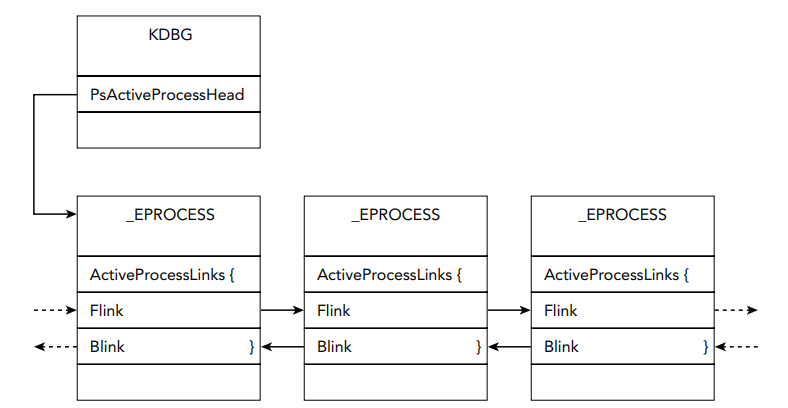 KDBG
PsActiveProcessHead
_EPROCESS
_EPROCESS
_EPROCESS
ActiveProcessLinks {
ActiveProcessLinks {
ActiveProcessLinks {
Flink
Flink
Flink
Blink }
Blink }
Blink }